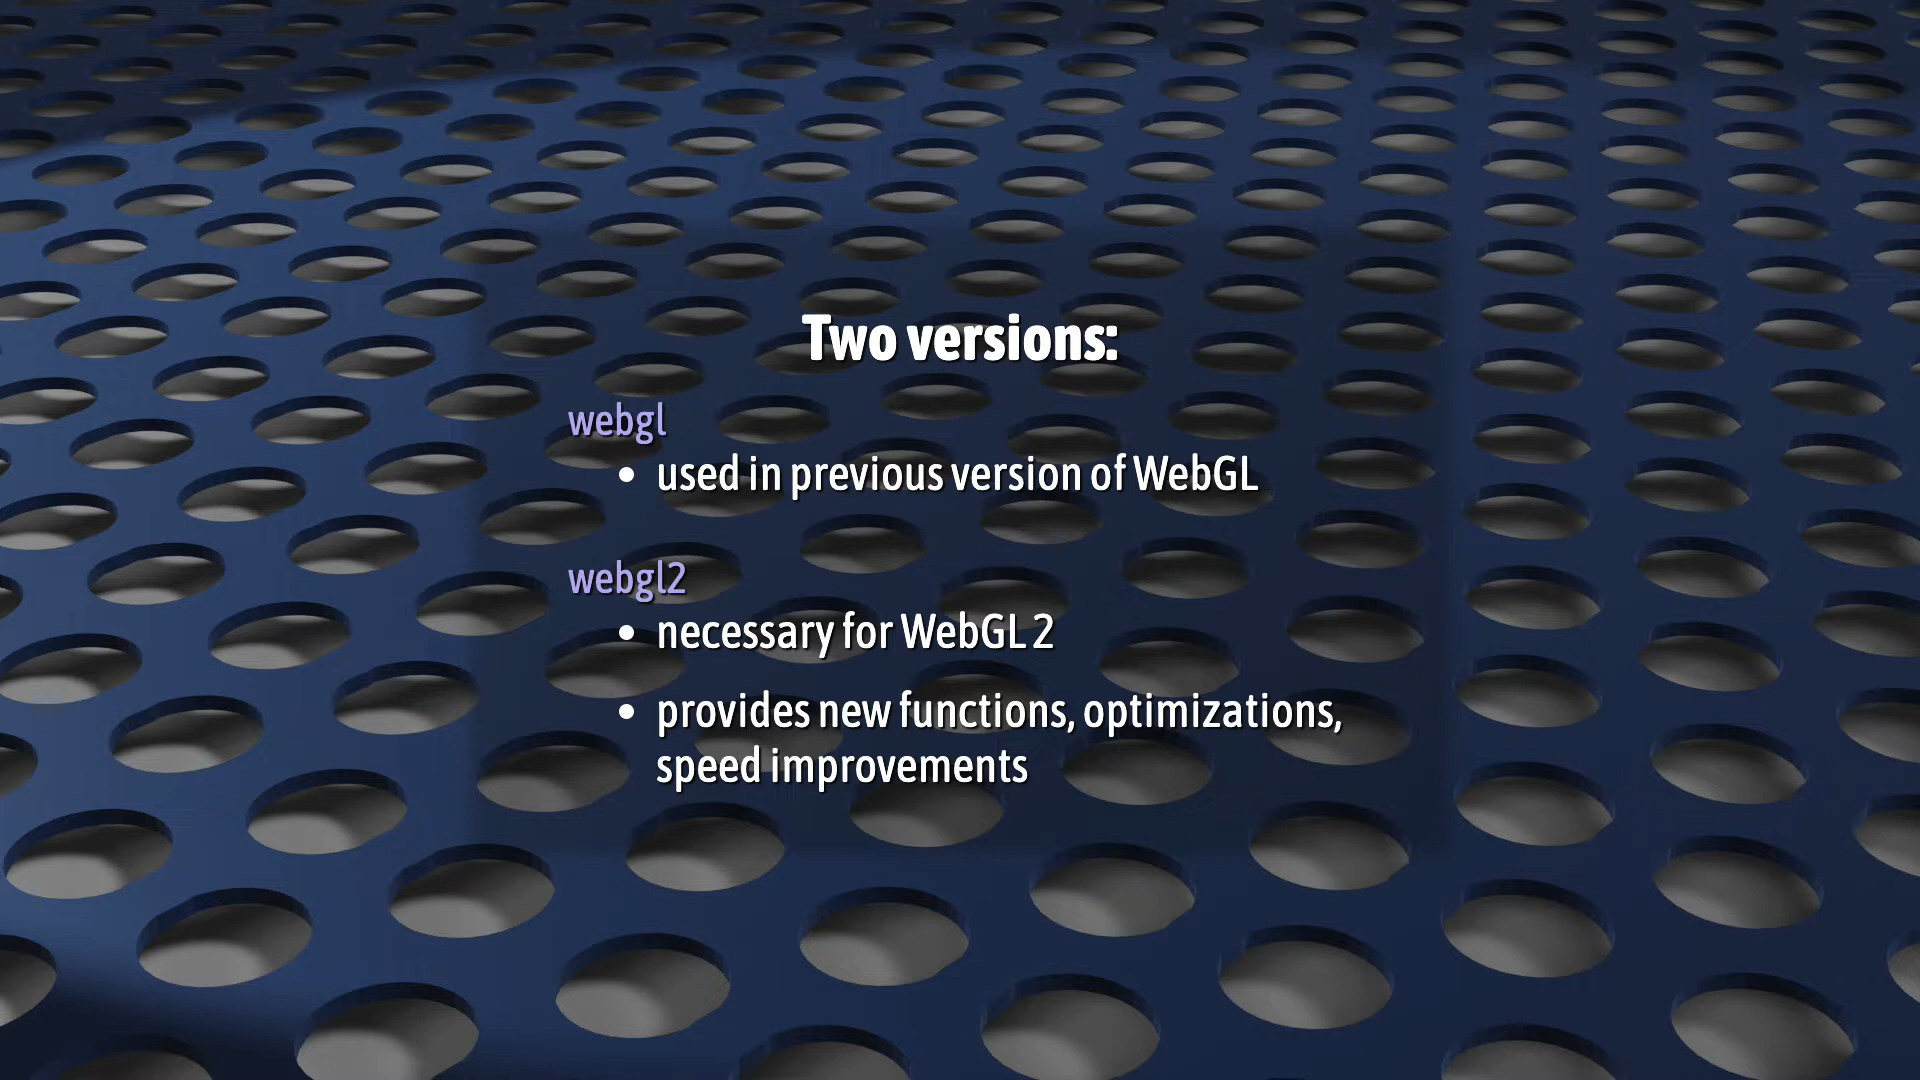 Two versions:
webgl
• used in previous version of WebGL
webgl2
• necessary for WebGL 2
• provides new functions, optimizations,
speed improvements